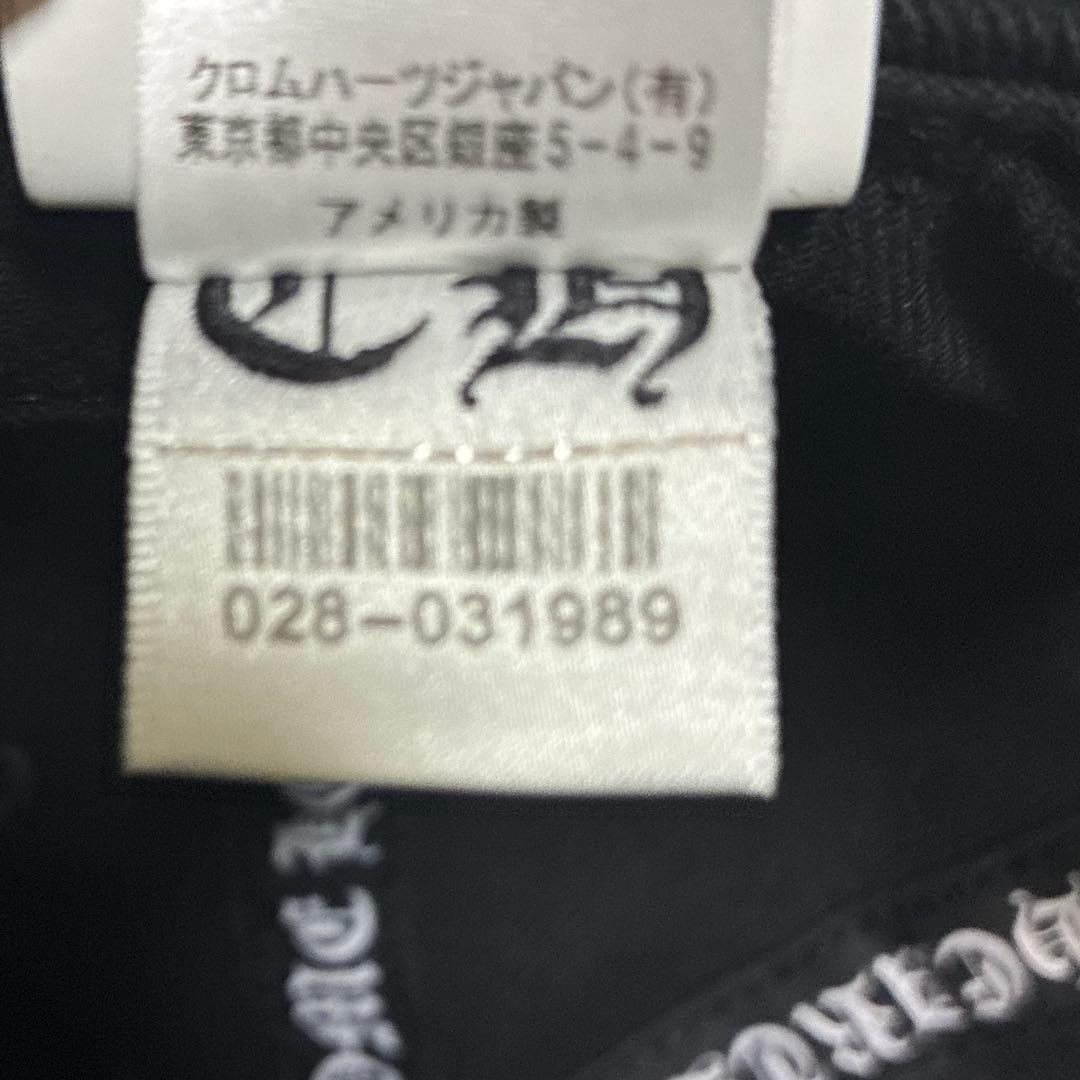 クロムハーツジャパン(有)
東京都中央区銀座5-4-9
アメリカ製
CH
028-031989